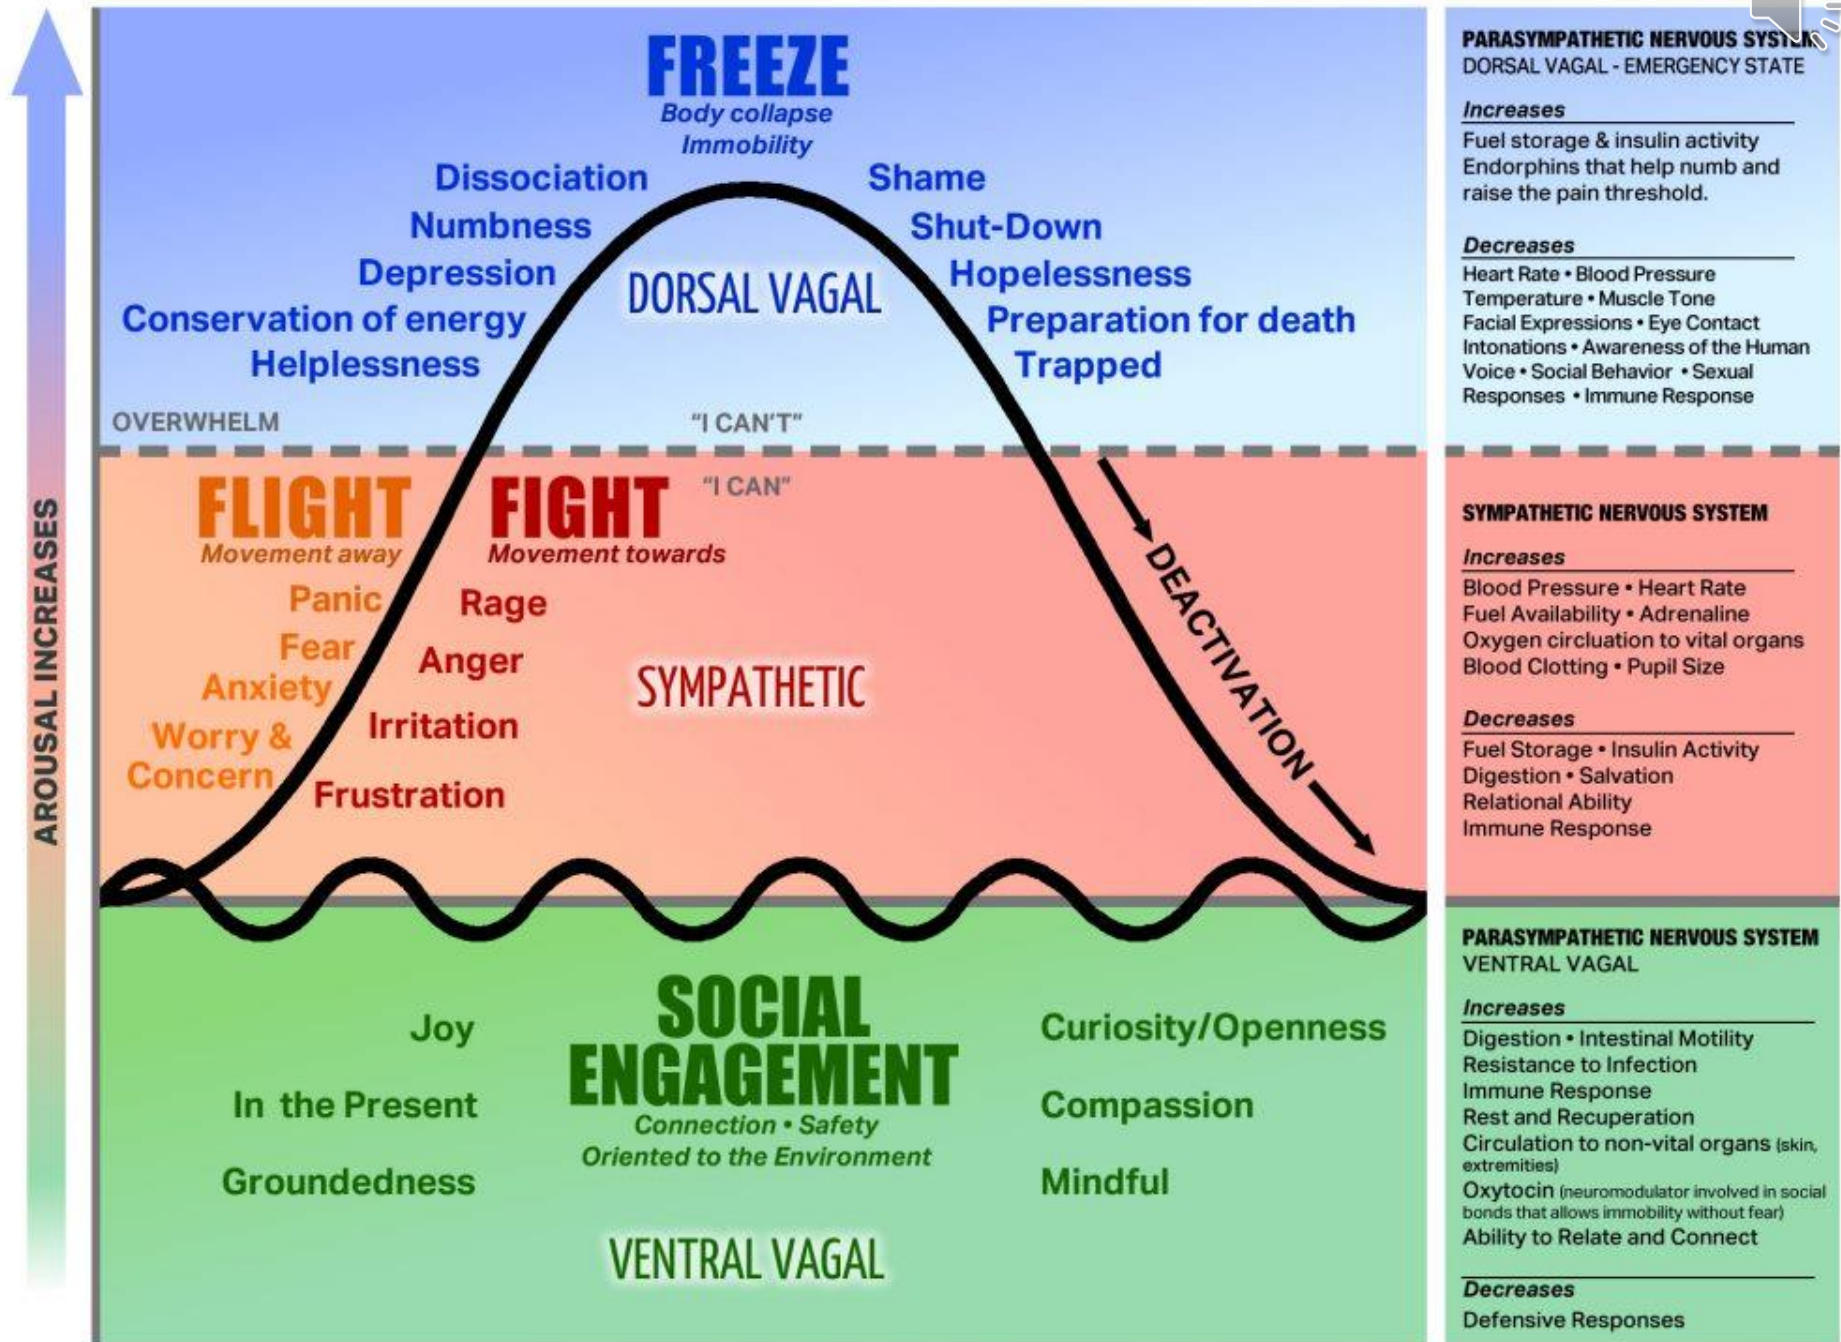 AROUSAL INCREASES
FREEZE
Body collapse
Immobility
Dissociation
Numbness
Depression
Conservation of energy
Helplessness
Shame
Shut-Down
Hopelessness
Preparation for death
Trapped
DORSAL VAGAL
OVERWHELM
"I CAN'T"
"I CAN"
FLIGHT
Movement away
Panic
Fear
Anxiety
Worry &
Concern
FIGHT
Movement towards
Rage
Anger
Irritation
Frustration
SYMPATHETIC
DEACTIVATION
SOCIAL
ENGAGEMENT
Connection • Safety
Oriented to the Environment
Joy
In the Present
Groundedness
Curiosity/Openness
Compassion
Mindful
VENTRAL VAGAL
PARASYMPATHETIC NERVOUS SYSTEM
DORSAL VAGAL - EMERGENCY STATE
Increases
Fuel storage & insulin activity
Endorphins that help numb and
raise the pain threshold.
Decreases
Heart Rate • Blood Pressure
Temperature • Muscle Tone
Facial Expressions • Eye Contact
Intonations • Awareness of the Human
Voice • Social Behavior • Sexual
Responses • Immune Response
SYMPATHETIC NERVOUS SYSTEM
Increases
Blood Pressure • Heart Rate
Fuel Availability • Adrenaline
Oxygen circluation to vital organs
Blood Clotting • Pupil Size
Decreases
Fuel Storage • Insulin Activity
Digestion • Salvation
Relational Ability
Immune Response
PARASYMPATHETIC NERVOUS SYSTEM
VENTRAL VAGAL
Increases
Digestion • Intestinal Motility
Resistance to Infection
Immune Response
Rest and Recuperation
Circulation to non-vital organs (skin,
extremities)
Oxytocin (neuromodulator involved in social
bonds that allows immobility without fear)
Ability to Relate and Connect
Decreases
Defensive Responses